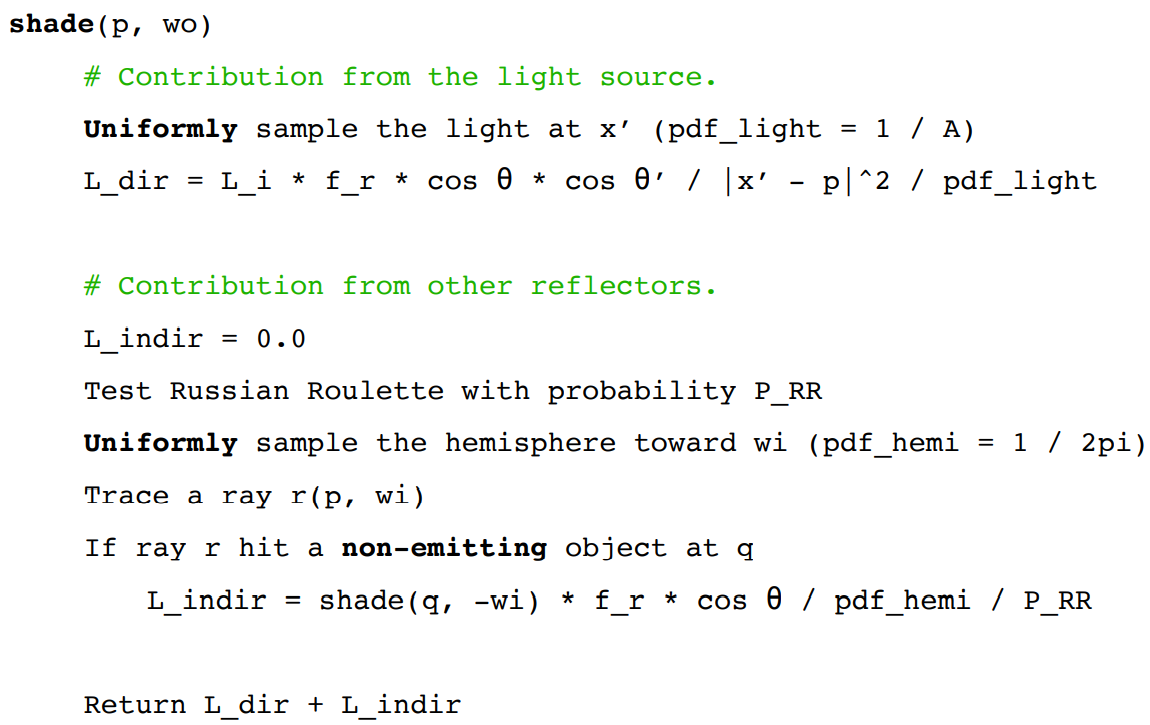 shade(p, wo)
# Contribution from the light source.
Uniformly sample the light at x’ (pdf_light = 1 / A)
L_dir = L_i * f_r * cos θ * cos θ’ / |x’ - p|^2 / pdf_light
# Contribution from other reflectors.
L_indir = 0.0
Test Russian Roulette with probability P_RR
Uniformly sample the hemisphere toward wi (pdf_hemi = 1 / 2pi)
Trace a ray r(p, wi)
If ray r hit a non-emitting object at q
L_indir = shade(q, -wi) * f_r * cos θ / pdf_hemi / P_RR
Return L_dir + L_indir